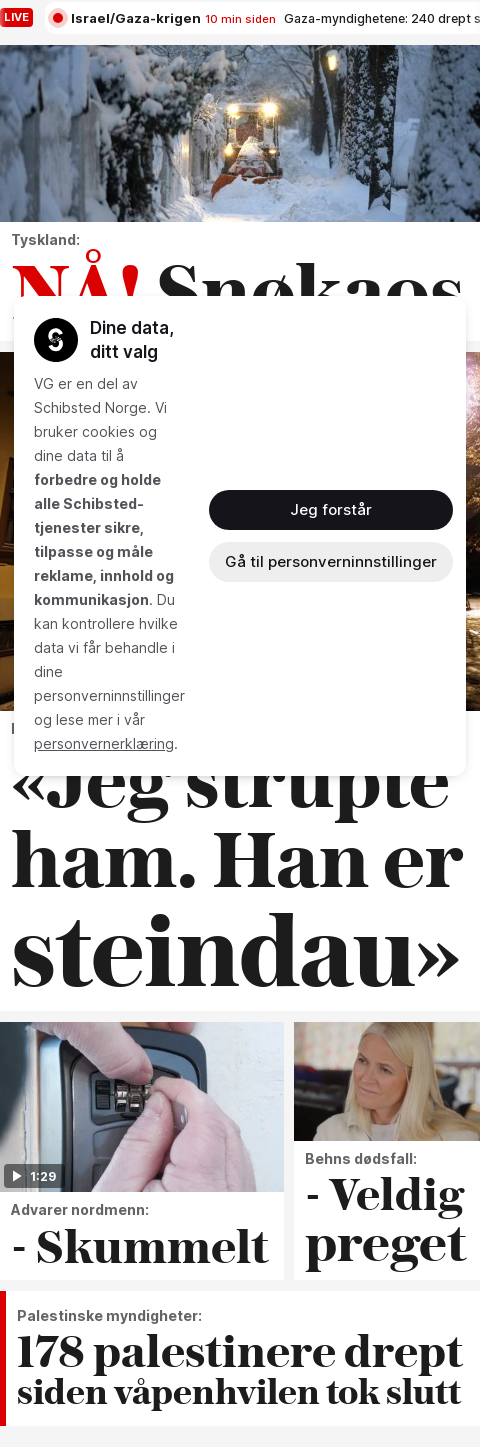 LIVE
Israel/Gaza-krigen 10 min siden Gaza-myndighetene: 240 drept s
Tyskland:
NÅ! Snøkaos
Dine data,
ditt valg
VG er en del av
Schibsted Norge. Vi
bruker cookies og
dine data til å
forbedre og holde
alle Schibsted-
tjenester sikre,
tilpasse og måle
reklame, innhold og
kommunikasjon. Du
kan kontrollere hvilke
data vi får behandle i
dine
personverninnstillinger
og lese mer i vår
personvernerklæring.
Jeg forstår
Gå til personverninnstillinger
«Jeg strupte
ham. Han er
steindau»
1:29
Advarer nordmenn:
- Skummelt
Behns dødsfall:
- Veldig
preget
Palestinske myndigheter:
178 palestinere drept
siden våpenhvilen tok slutt